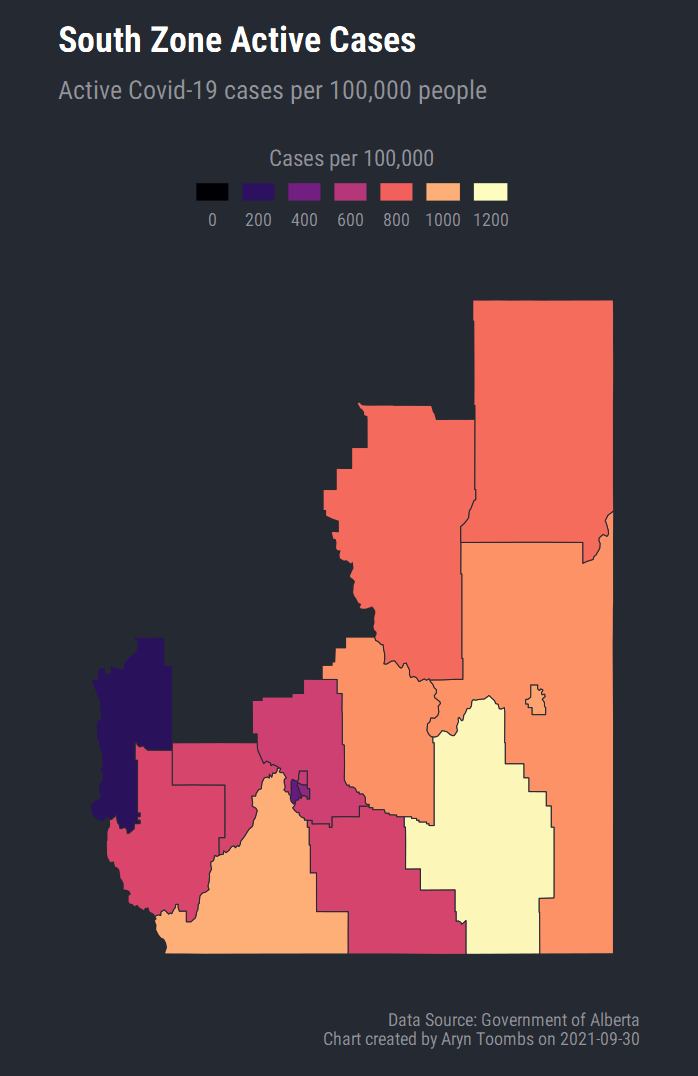 South Zone Active Cases
Active Covid-19 cases per 100,000 people
Cases per 100,000
0 200 400 600 800 1000 1200
Data Source: Government of Alberta
Chart created by Aryn Toombs on 2021-09-30